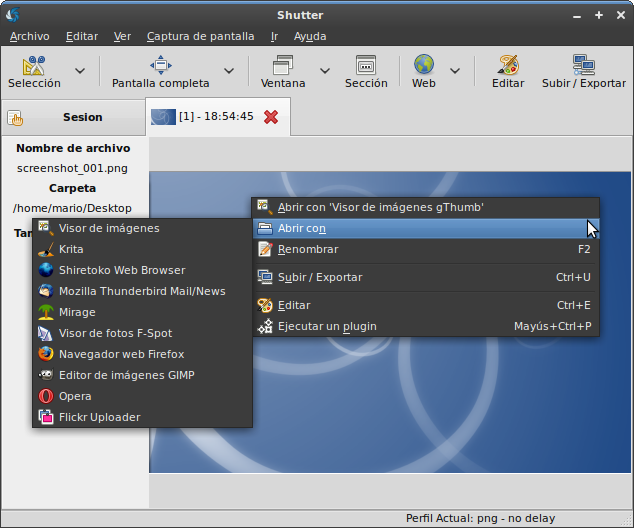 Shutter
Archivo Editar Ver Captura de pantalla Ir Ayuda
Selección Pantalla completa Ventana Sección Web Editar Subir / Exportar
Sesion [1] - 18:54:45
Nombre de archivo
screenshot_001.png
Carpeta
/home/mario/Desktop
Abrir con 'Visor de imágenes gThumb'
Abrir con
Renombrar F2
Subir / Exportar Ctrl+U
Editar Ctrl+E
Ejecutar un plugin Mayús+Ctrl+P
Visor de imágenes
Krita
Shiretoko Web Browser
Mozilla Thunderbird Mail/News
Mirage
Visor de fotos F-Spot
Navegador web Firefox
Editor de imágenes GIMP
Opera
Flickr Uploader
Perfil Actual: png - no delay